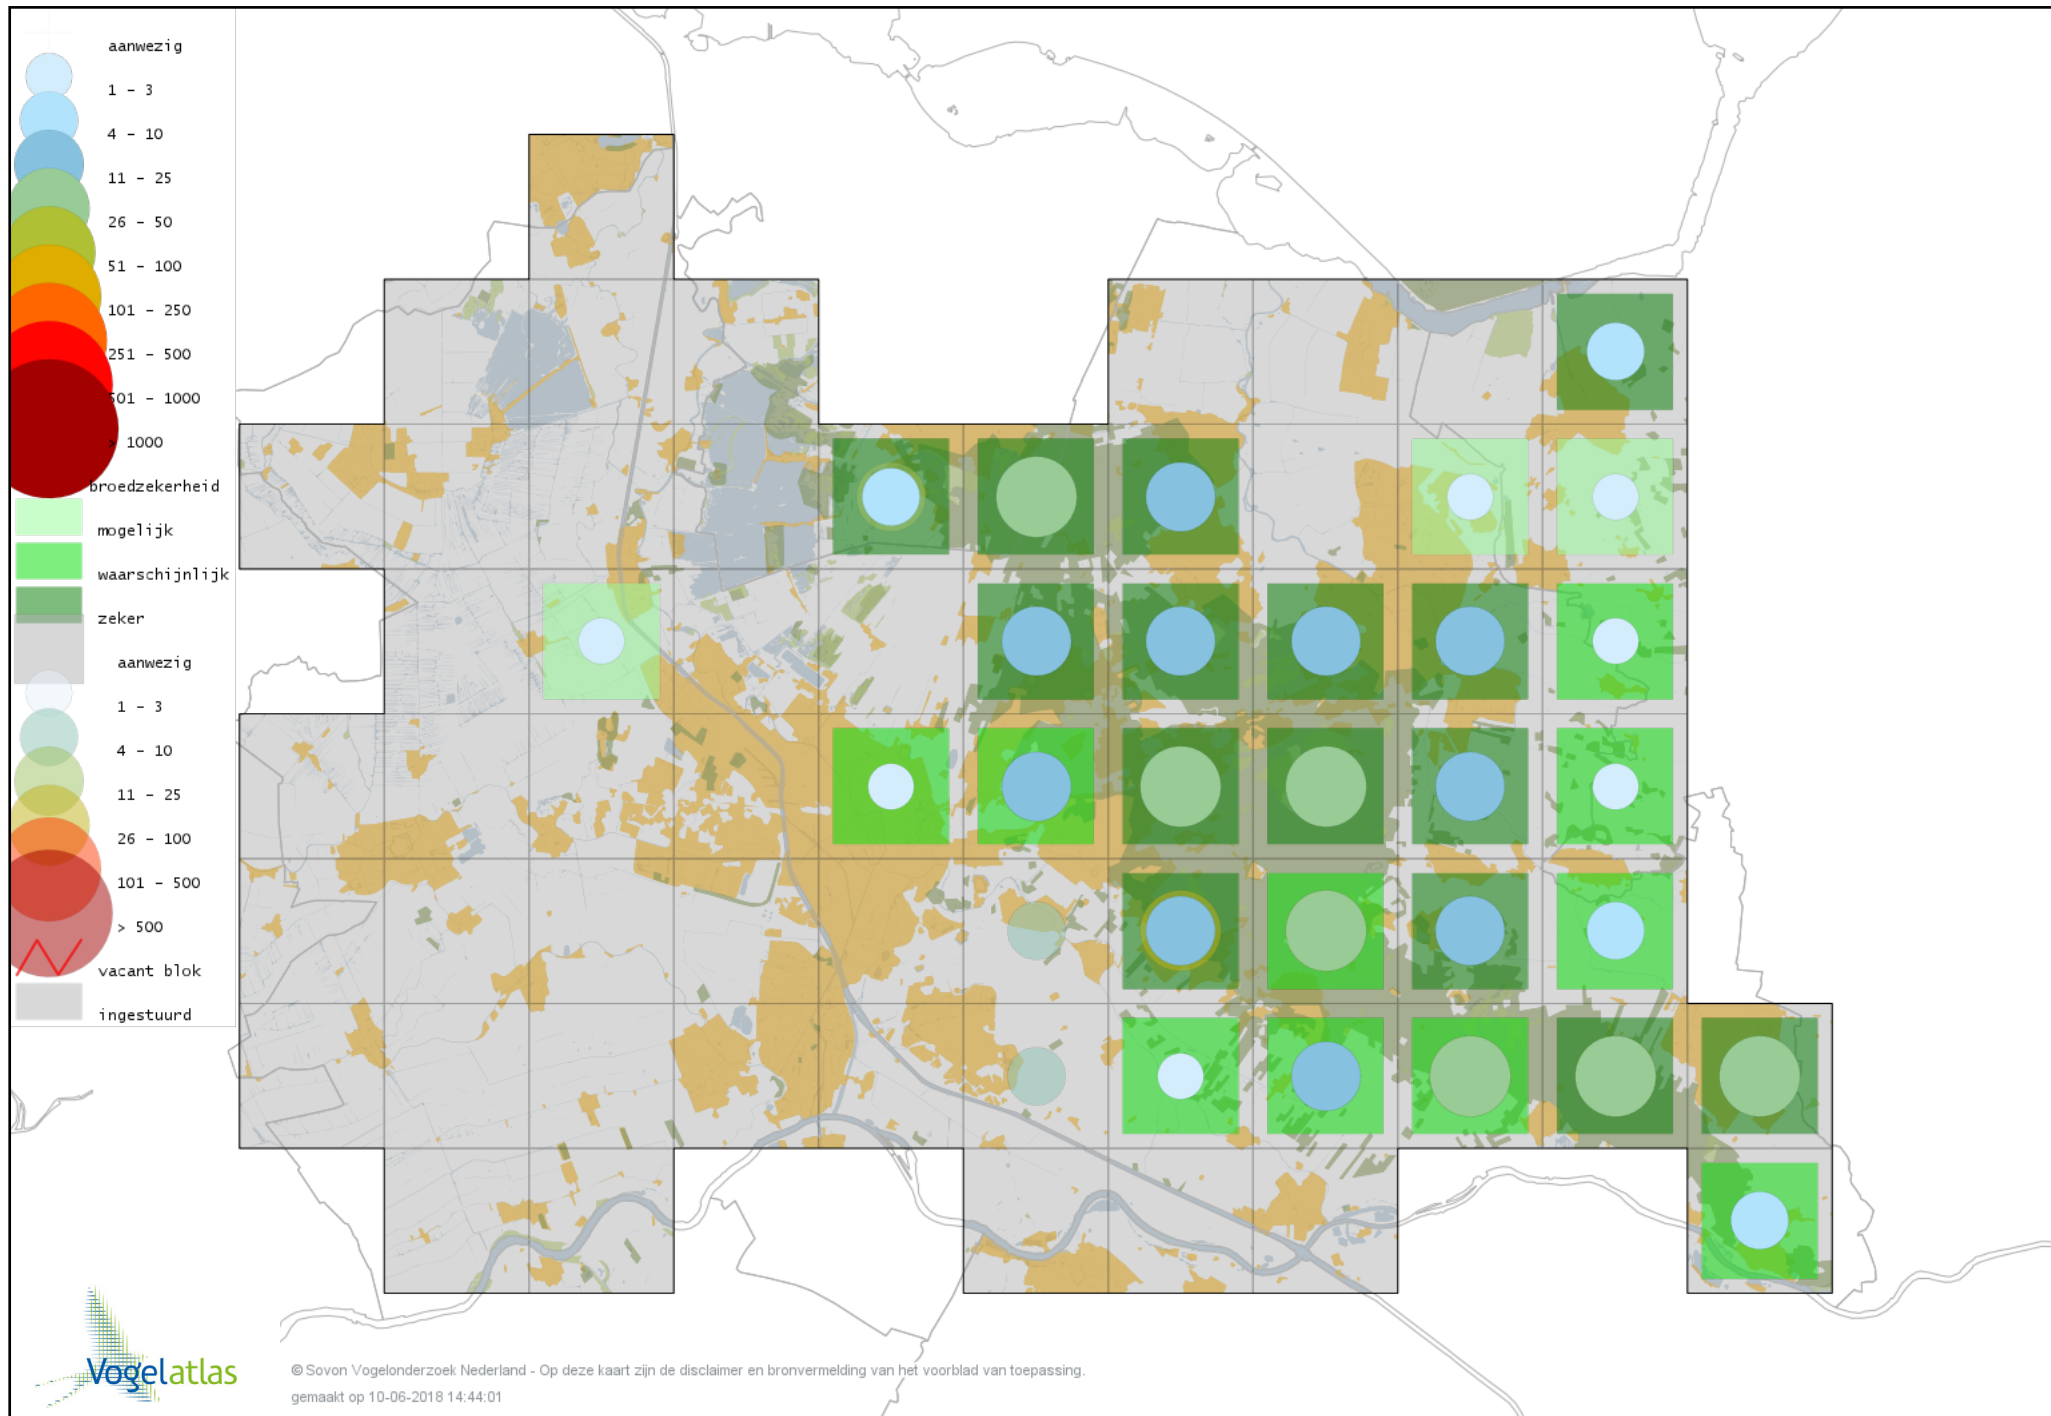 aanwezig
1 - 3
4 - 10
11 - 25
26 - 50
51 - 100
101 - 250
251 - 500
501 - 1000
> 1000
broedzekerheid
mogelijk
waarschijnlijk
zeker
aanwezig
1 - 3
4 - 10
11 - 25
26 - 100
101 - 500
> 500
vacant blok
ingestuurd
Vogelatlas
© Sovon Vogelonderzoek Nederland - Op deze kaart zijn de disclaimer en bronvermelding van het voorblad van toepassing.
gemaakt op 10-06-2018 14:44:01